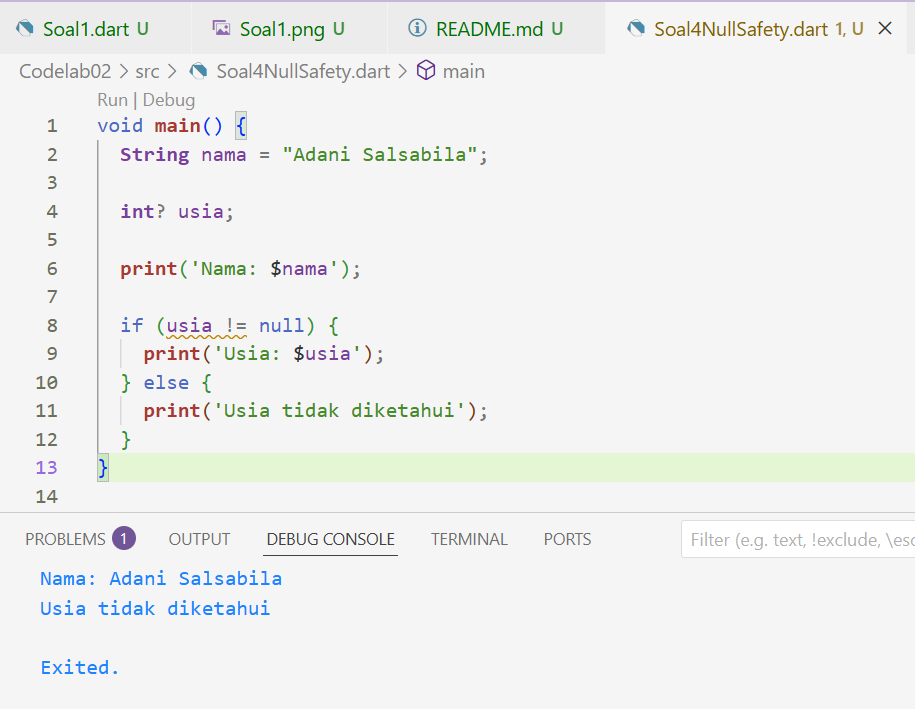 Soal1.dart U Soal1.png U README.md U Soal4NullSafety.dart 1, U
Codelab02 > src > Soal4NullSafety.dart > main
Run | Debug
1 void main() {
2 String nama = "Adani Salsabila";
3
4 int? usia;
5
6 print('Nama: $nama');
7
8 if (usia != null) {
9 print('Usia: $usia');
10 } else {
11 print('Usia tidak diketahui');
12 }
13 }
14
PROBLEMS 1 OUTPUT DEBUG CONSOLE TERMINAL PORTS Filter (e.g. text, !exclude, \esc
Nama: Adani Salsabila
Usia tidak diketahui
Exited.